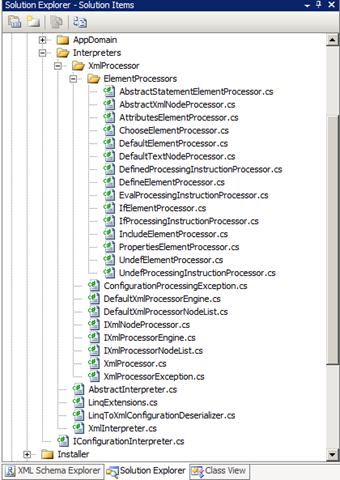 Solution Explorer - Solution Items
AppDomain
Interpreters
XmlProcessor
ElementProcessors
AbstractStatementElementProcessor.cs
AbstractXmlNodeProcessor.cs
AttributesElementProcessor.cs
ChooseElementProcessor.cs
DefaultElementProcessor.cs
DefaultTextNodeProcessor.cs
DefinedProcessingInstructionProcessor.cs
DefineElementProcessor.cs
EvalProcessingInstructionProcessor.cs
IfElementProcessor.cs
IfProcessingInstructionProcessor.cs
IncludeElementProcessor.cs
PropertiesElementProcessor.cs
UndefElementProcessor.cs
UndefProcessingInstructionProcessor.cs
ConfigurationProcessingException.cs
DefaultXmlProcessorEngine.cs
DefaultXmlProcessorNodeList.cs
IXmlNodeProcessor.cs
IXmlProcessorEngine.cs
IXmlProcessorNodeList.cs
XmlProcessor.cs
XmlProcessorException.cs
AbstractInterpreter.cs
LinqExtensions.cs
LinqToXmlConfigurationDeserializer.cs
XmlInterpreter.cs
IConfigurationInterpreter.cs
Installer
XML Schema Explorer Solution Explorer Class View